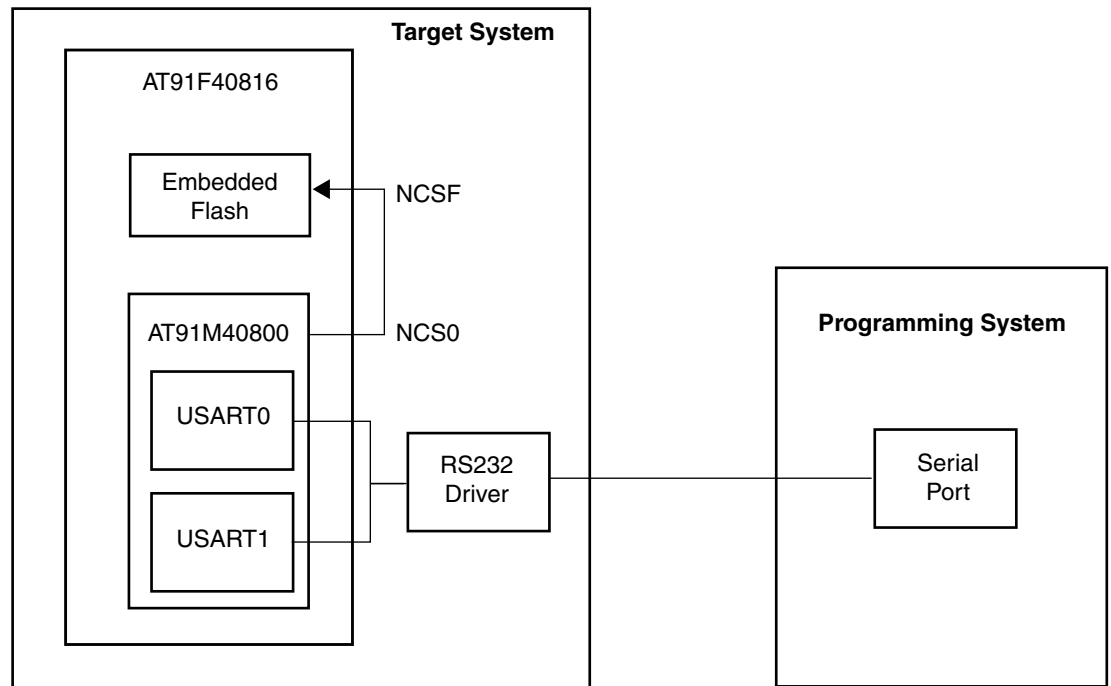 Target System
AT91F40816
Embedded
Flash
NCSF
AT91M40800
NCS0
USART0
USART1
RS232
Driver
Programming System
Serial
Port